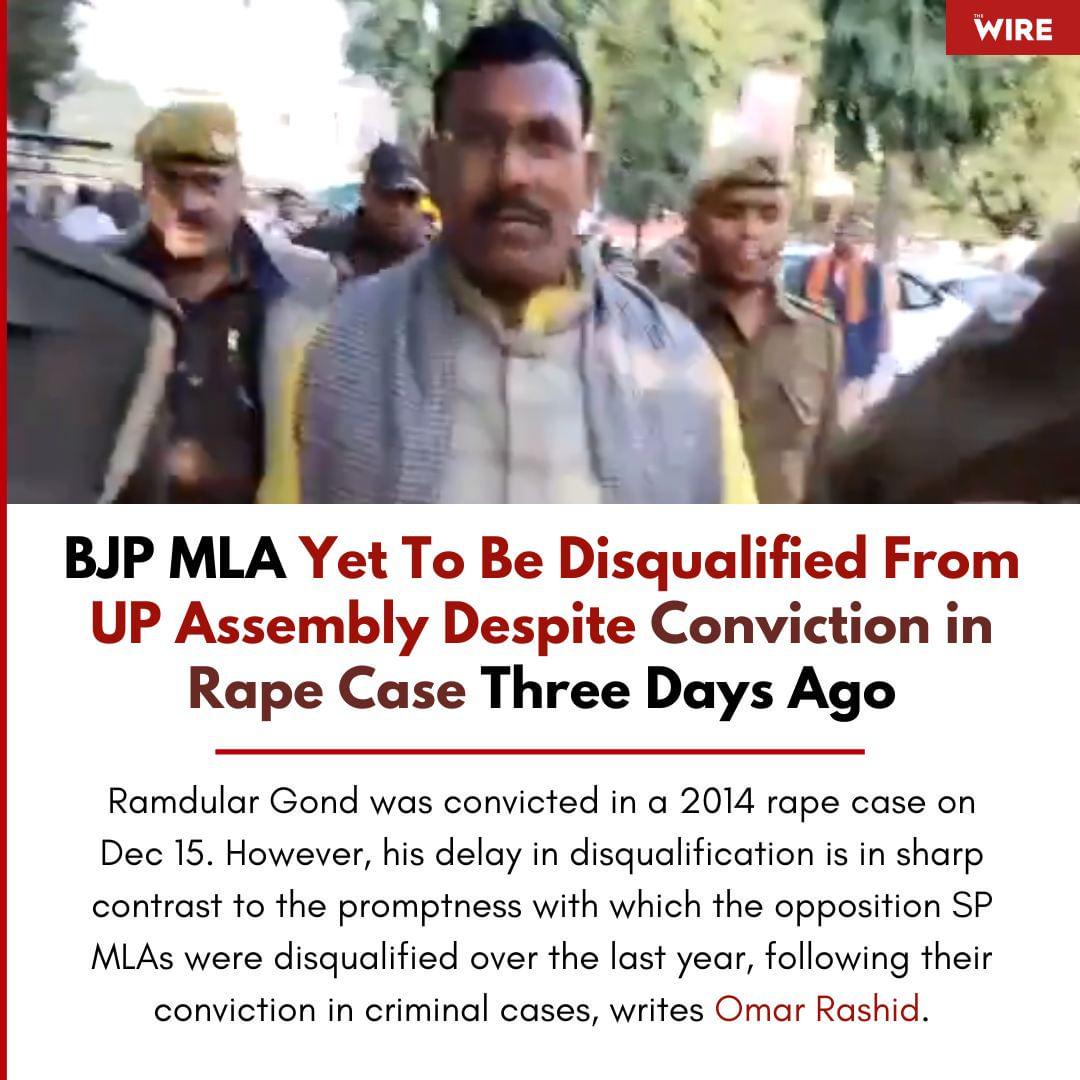 THE
WIRE
BJP MLA Yet To Be Disqualified From
UP Assembly Despite Conviction in
Rape Case Three Days Ago
Ramdular Gond was convicted in a 2014 rape case on
Dec 15. However, his delay in disqualification is in sharp
contrast to the promptness with which the opposition SP
MLAs were disqualified over the last year, following their
conviction in criminal cases, writes Omar Rashid.